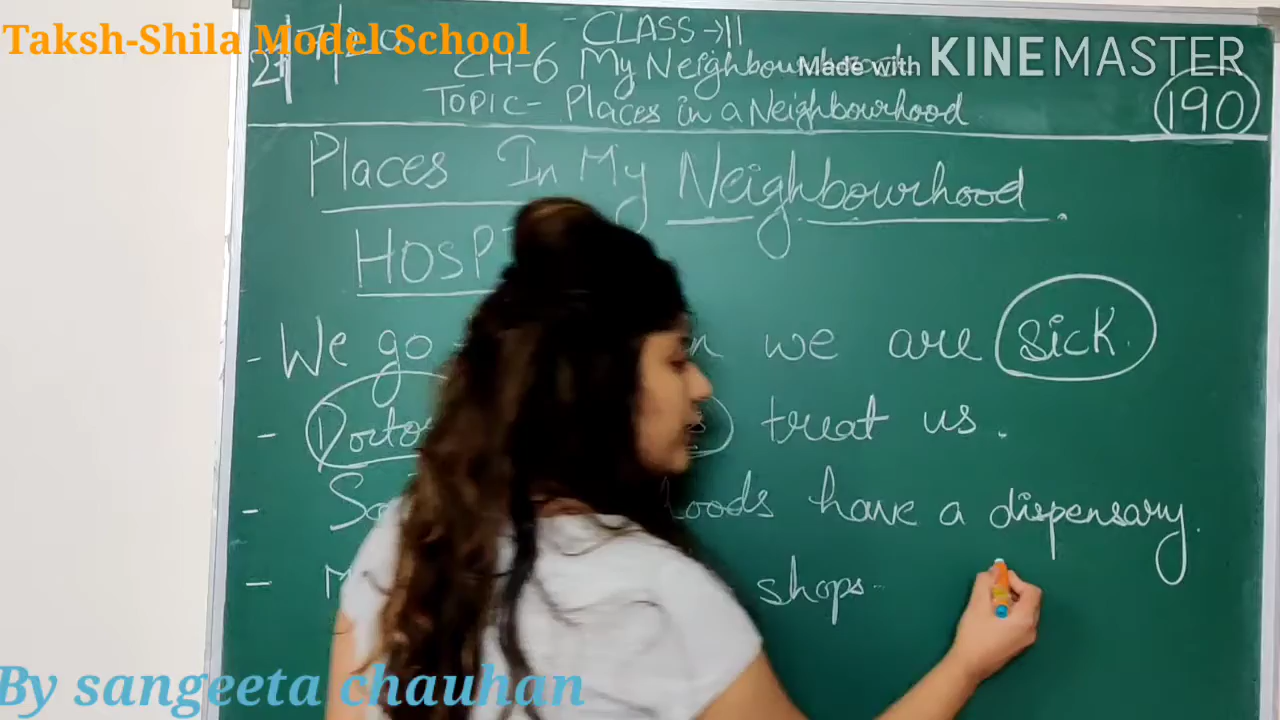 Taksh-Shila Model School
CLASS → II
CH-6 My Neighbourhood
Made with KINEMASTER
TOPIC- Places in a Neighbourhood
190
Places In My Neighbourhood.
HOSP
- We go we are sick.
- treat us.
- have a dispensary.
- shops
By sangeeta chauhan